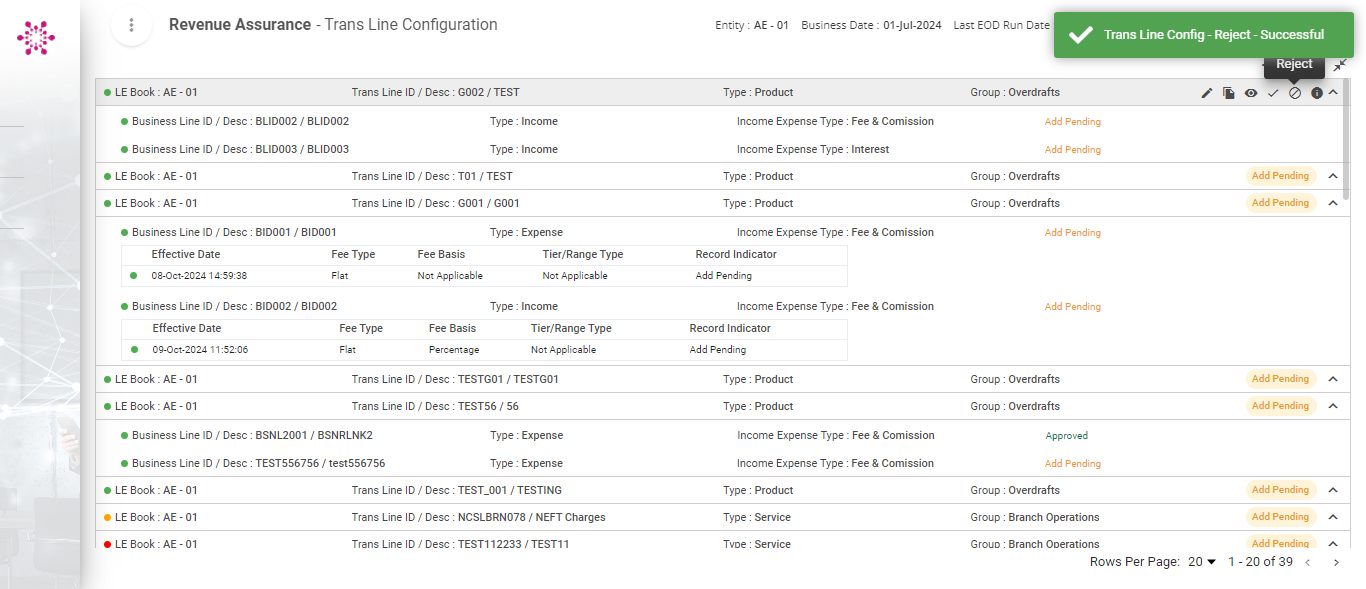 Revenue Assurance - Trans Line Configuration
Entity : AE - 01 Business Date : 01-Jul-2024 Last EOD Run Date
Trans Line Config - Reject - Successful
Reject
LE Book : AE - 01 Trans Line ID / Desc : G002 / TEST Type : Product Group : Overdrafts
Business Line ID / Desc : BLID002 / BLID002 Type : Income Income Expense Type : Fee & Comission Add Pending
Business Line ID / Desc : BLID003 / BLID003 Type : Income Income Expense Type : Interest Add Pending
LE Book : AE - 01 Trans Line ID / Desc : T01 / TEST Type : Product Group : Overdrafts Add Pending
LE Book : AE - 01 Trans Line ID / Desc : G001 / G001 Type : Product Group : Overdrafts Add Pending
Business Line ID / Desc : BID001 / BID001 Type : Expense Income Expense Type : Fee & Comission Add Pending
Effective Date Fee Type Fee Basis Tier/Range Type Record Indicator
08-Oct-2024 14:59:38 Flat Not Applicable Not Applicable Add Pending
Business Line ID / Desc : BID002 / BID002 Type : Income Income Expense Type : Fee & Comission Add Pending
Effective Date Fee Type Fee Basis Tier/Range Type Record Indicator
09-Oct-2024 11:52:06 Flat Percentage Not Applicable Add Pending
LE Book : AE - 01 Trans Line ID / Desc : TESTG01 / TESTG01 Type : Product Group : Overdrafts Add Pending
LE Book : AE - 01 Trans Line ID / Desc : TEST56 / 56 Type : Product Group : Overdrafts Add Pending
Business Line ID / Desc : BSNL2001 / BSNRLNK2 Type : Expense Income Expense Type : Fee & Comission Approved
Business Line ID / Desc : TEST556756 / test556756 Type : Expense Income Expense Type : Fee & Comission Add Pending
LE Book : AE - 01 Trans Line ID / Desc : TEST_001 / TESTING Type : Product Group : Overdrafts Add Pending
LE Book : AE - 01 Trans Line ID / Desc : NCSLBRN078 / NEFT Charges Type : Service Group : Branch Operations Add Pending
LE Book : AE - 01 Trans Line ID / Desc : TEST112233 / TEST11 Type : Service Group : Branch Operations Add Pending
Rows Per Page: 20 1 - 20 of 39